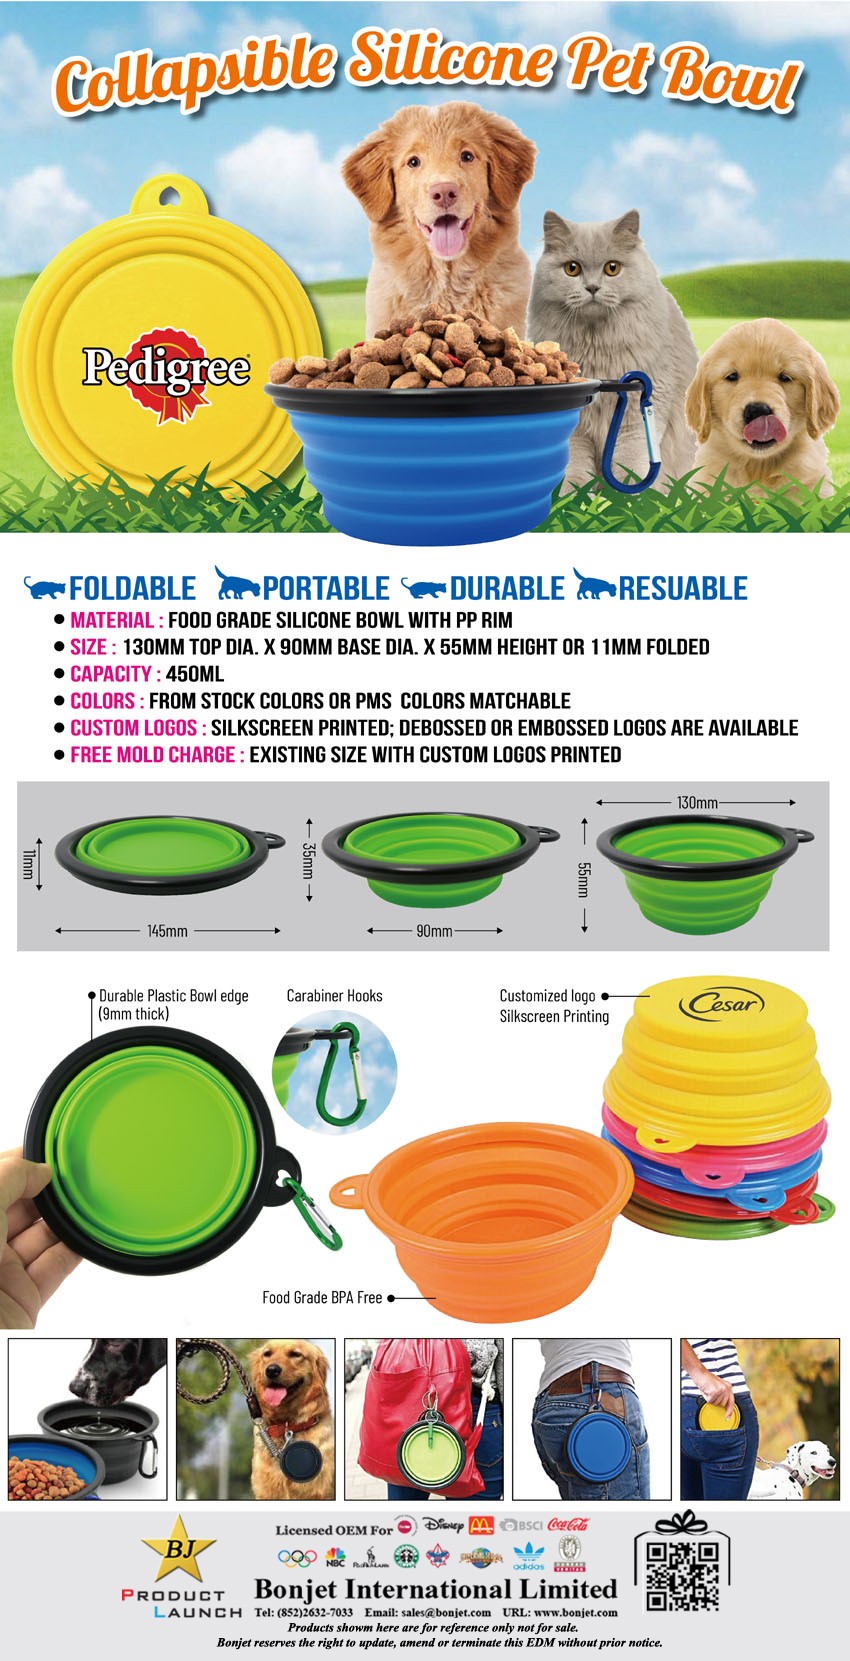 Collapsible Silicone Pet Bowl
Pedigree
FOLDABLE PORTABLE DURABLE RESUABLE
• MATERIAL : FOOD GRADE SILICONE BOWL WITH PP RIM
• SIZE : 130MM TOP DIA. X 90MM BASE DIA. X 55MM HEIGHT OR 11MM FOLDED
• CAPACITY : 450ML
• COLORS : FROM STOCK COLORS OR PMS COLORS MATCHABLE
• CUSTOM LOGOS : SILKSCREEN PRINTED; DEBOSSED OR EMBOSSED LOGOS ARE AVAILABLE
• FREE MOLD CHARGE : EXISTING SIZE WITH CUSTOM LOGOS PRINTED
11mm
145mm
35mm
90mm
130mm
55mm
Durable Plastic Bowl edge
(9mm thick)
Carabiner Hooks
Customized logo
Silkscreen Printing
Cesar
Food Grade BPA Free
BJ
PRODUCT
LAUNCH
Licensed OEM For Disney BSCI Coca-Cola
NBC adidas
Bonjet International Limited
Tel: (852)2632-7033 Email: sales@bonjet.com URL: www.bonjet.com
Products showm here are for reference only not for sale.
Bonjet reserves the right to update, amend or terminate this EDM without prior notice.